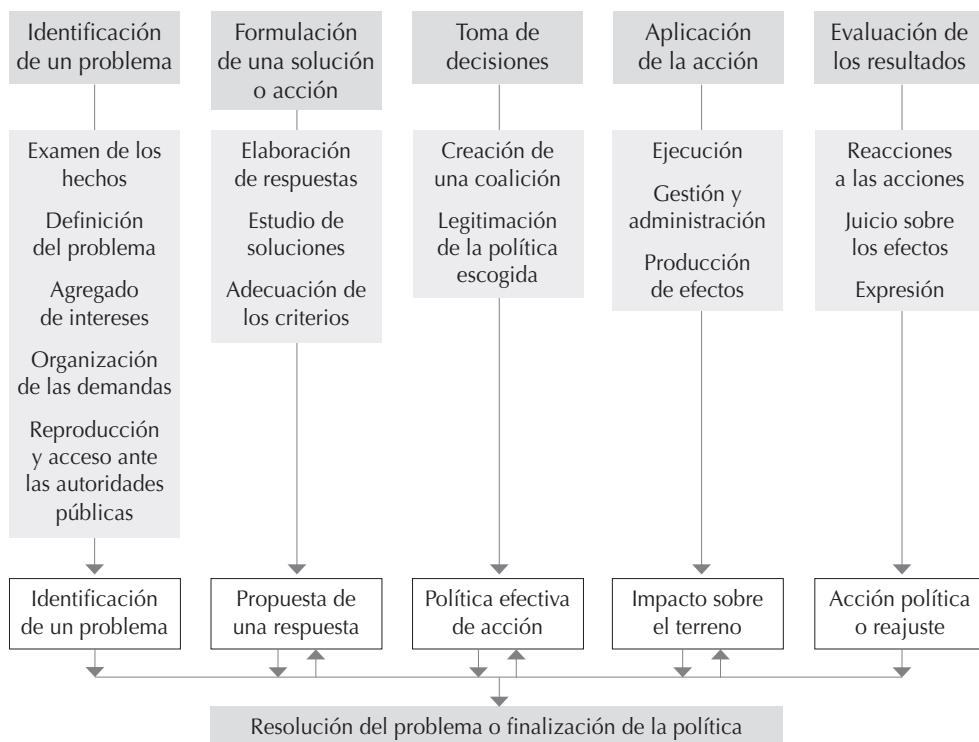 Identificación
de un problema
Formulación
de una solución
o acción
Toma de
decisiones
Aplicación
de la acción
Evaluación de
los resultados
Examen de los
hechos
Definición
del problema
Agregado
de intereses
Organización
de las demandas
Reproducción
y acceso ante
las autoridades
públicas
Elaboración
de respuestas
Estudio de
soluciones
Adecuación de
los criterios
Creación de
una coalición
Legitimación
de la política
escogida
Ejecución
Gestión y
administración
Producción
de efectos
Reacciones
a las acciones
Juicio sobre
los efectos
Expresión
Identificación
de un problema
Propuesta de
una respuesta
Política efectiva
de acción
Impacto sobre
el terreno
Acción política
o reajuste
Resolución del problema o finalización de la política